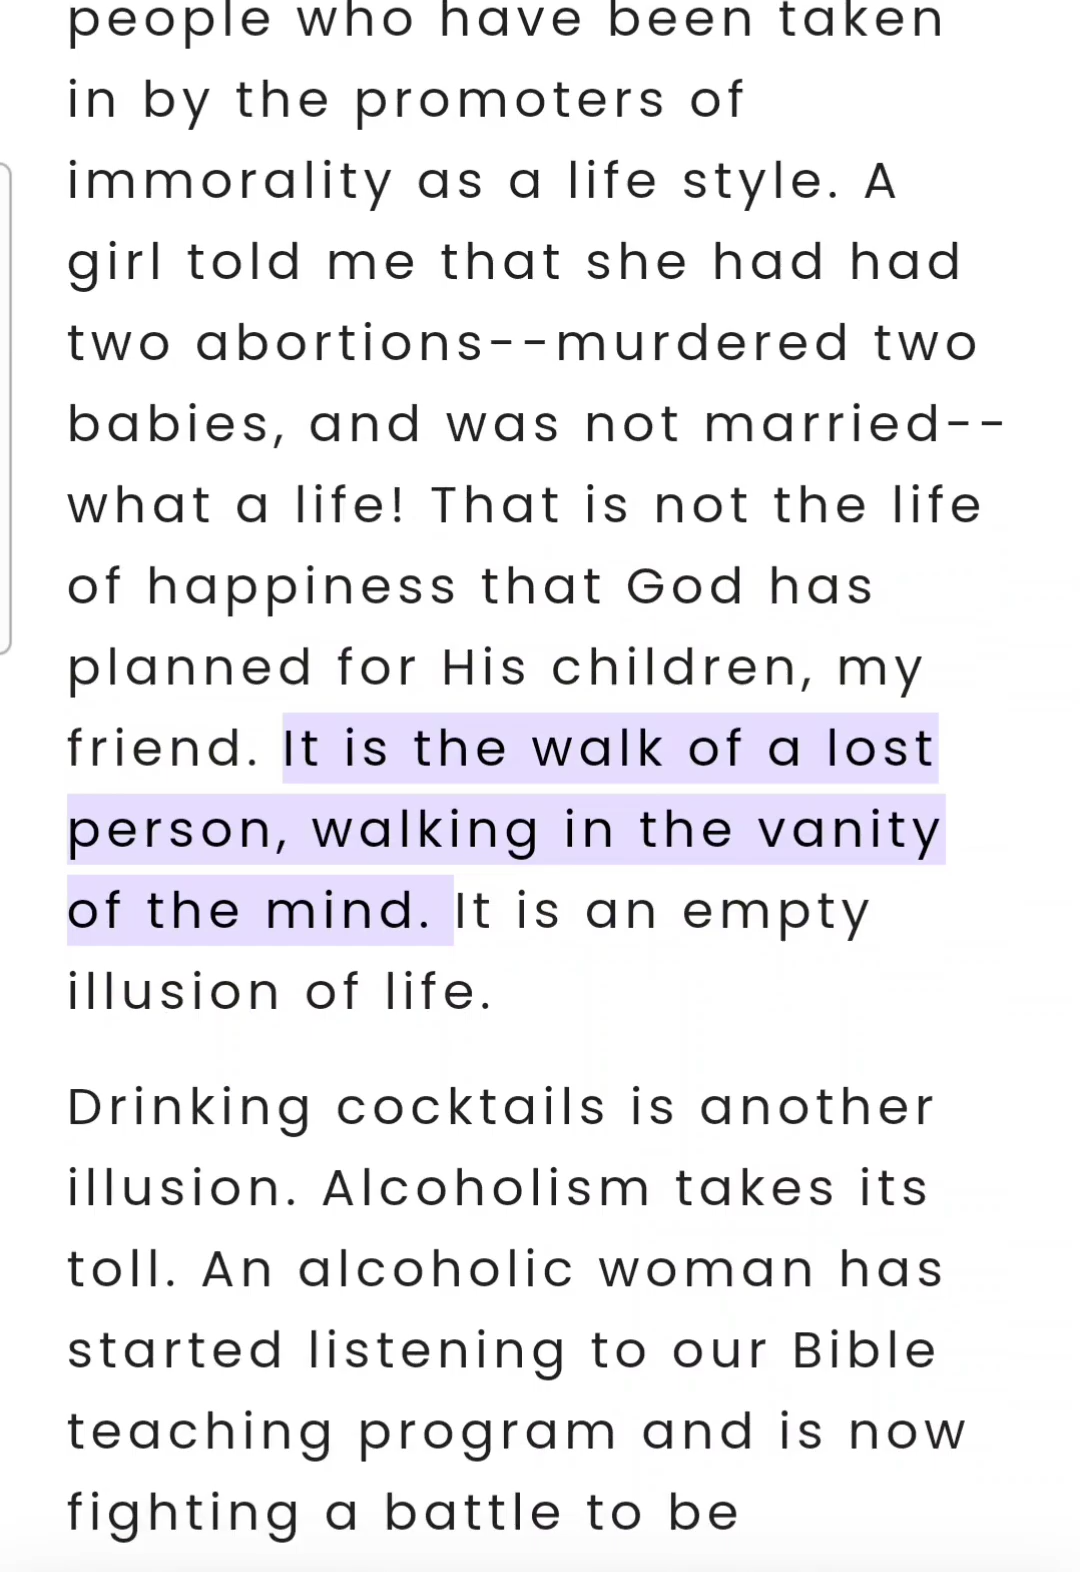 people who have been taken
in by the promoters of
immorality as a life style. A
girl told me that she had had
two abortions--murdered two
babies, and was not married--
what a life! That is not the life
of happiness that God has
planned for His children, my
friend. It is the walk of a lost
person, walking in the vanity
of the mind. It is an empty
illusion of life.
Drinking cocktails is another
illusion. Alcoholism takes its
toll. An alcoholic woman has
started listening to our Bible
teaching program and is now
fighting a battle to be